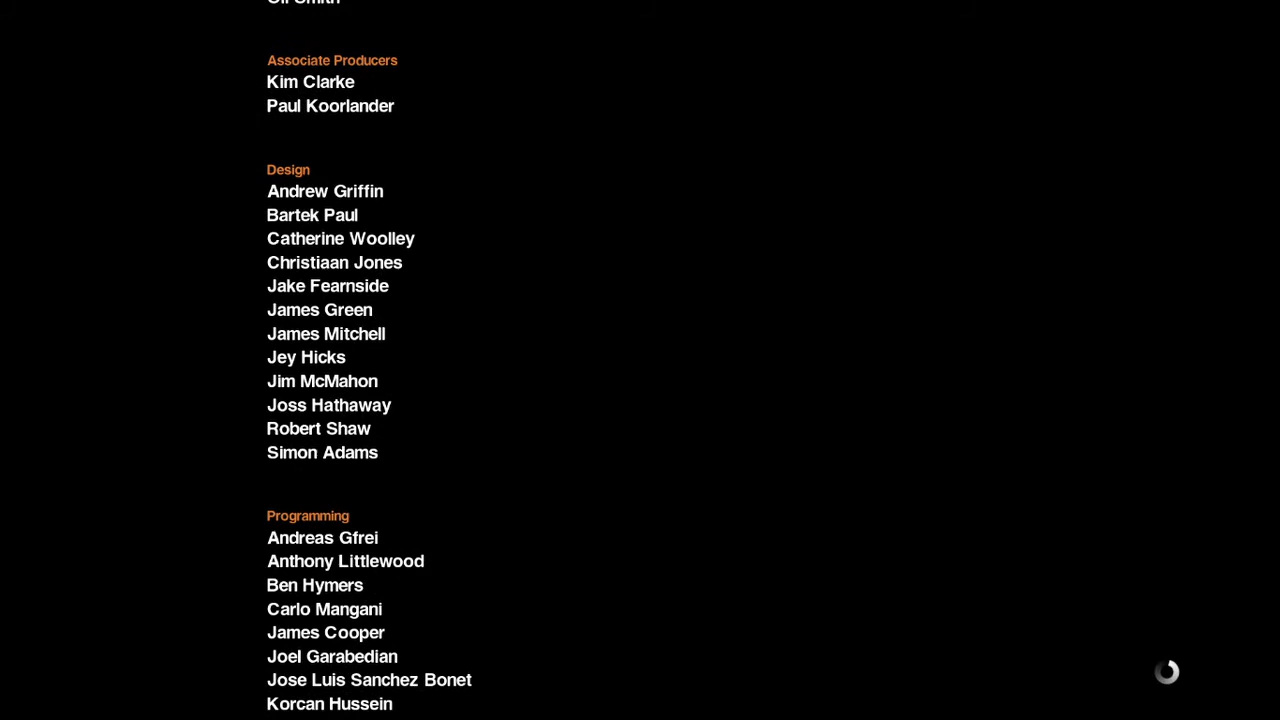 Oli Smith
Associate Producers
Kim Clarke
Paul Koorlander
Design
Andrew Griffin
Bartek Paul
Catherine Woolley
Christiaan Jones
Jake Fearnside
James Green
James Mitchell
Jey Hicks
Jim McMahon
Joss Hathaway
Robert Shaw
Simon Adams
Programming
Andreas Gfrei
Anthony Littlewood
Ben Hymers
Carlo Mangani
James Cooper
Joel Garabedian
Jose Luis Sanchez Bonet
Korcan Hussein